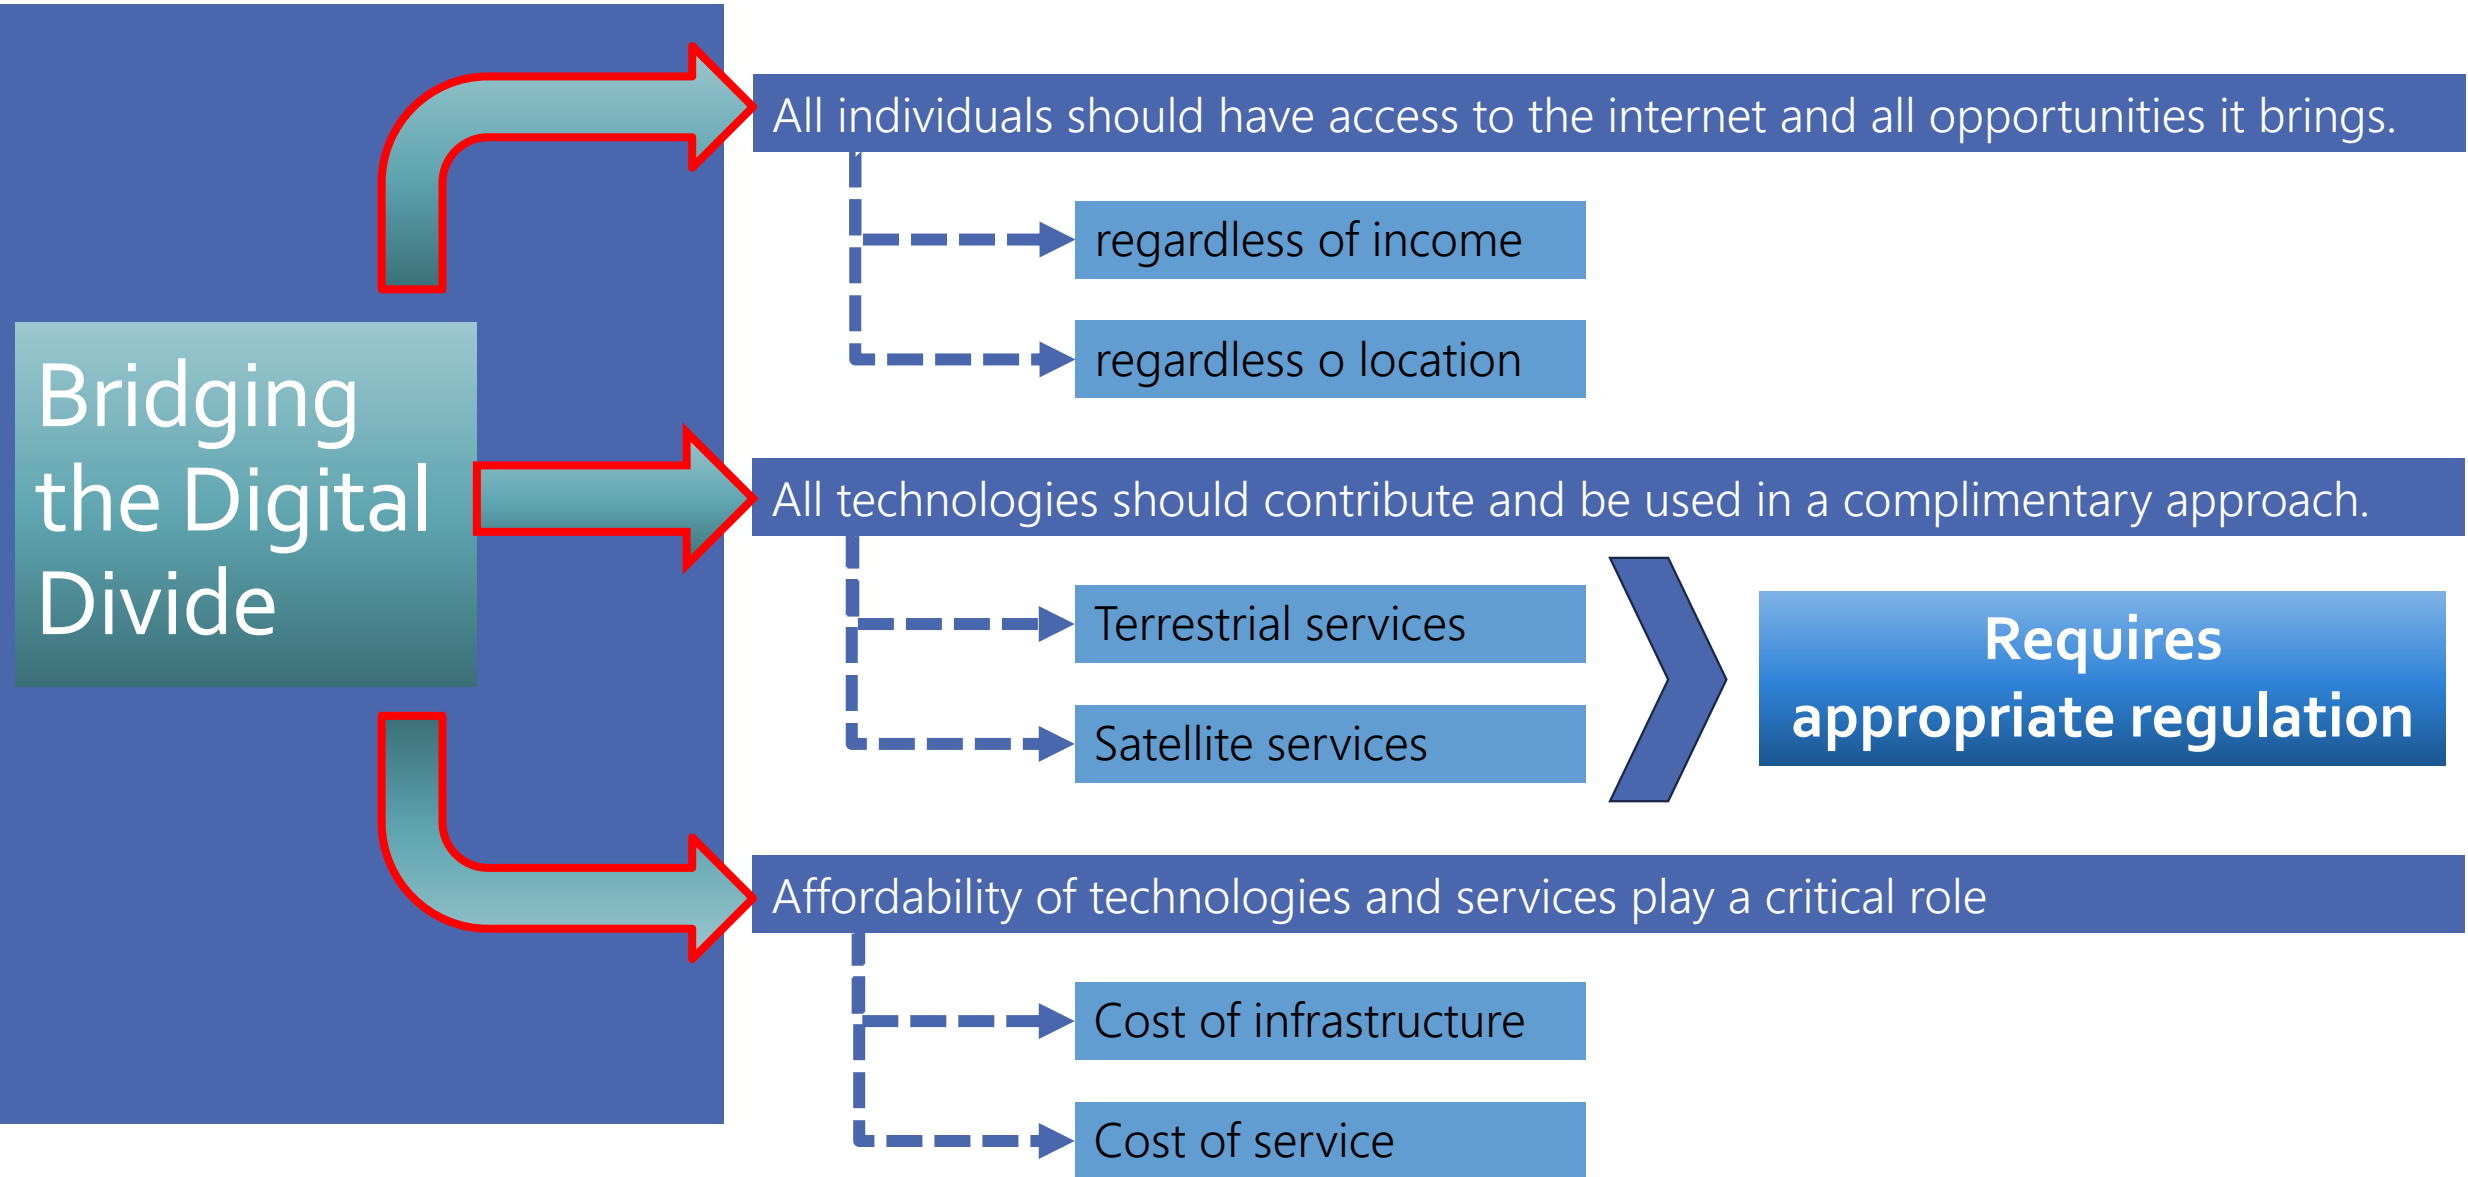 Bridging
the Digital
Divide
All individuals should have access to the internet and all opportunities it brings.
regardless of income
regardless o location
All technologies should contribute and be used in a complimentary approach.
Terrestrial services
Satellite services
Requires
appropriate regulation
Affordability of technologies and services play a critical role
Cost of infrastructure
Cost of service